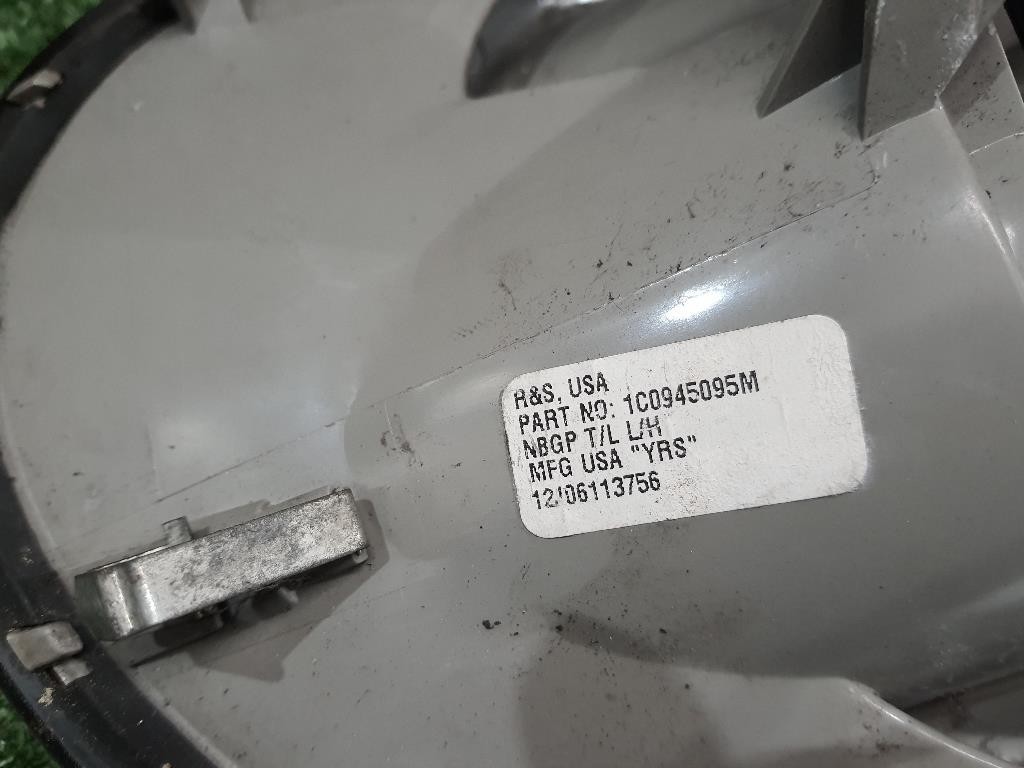 R&S, USA
PART NO: 1C0945095M
NBGP T/L L/H
MFG USA "YRS"
12/06113756